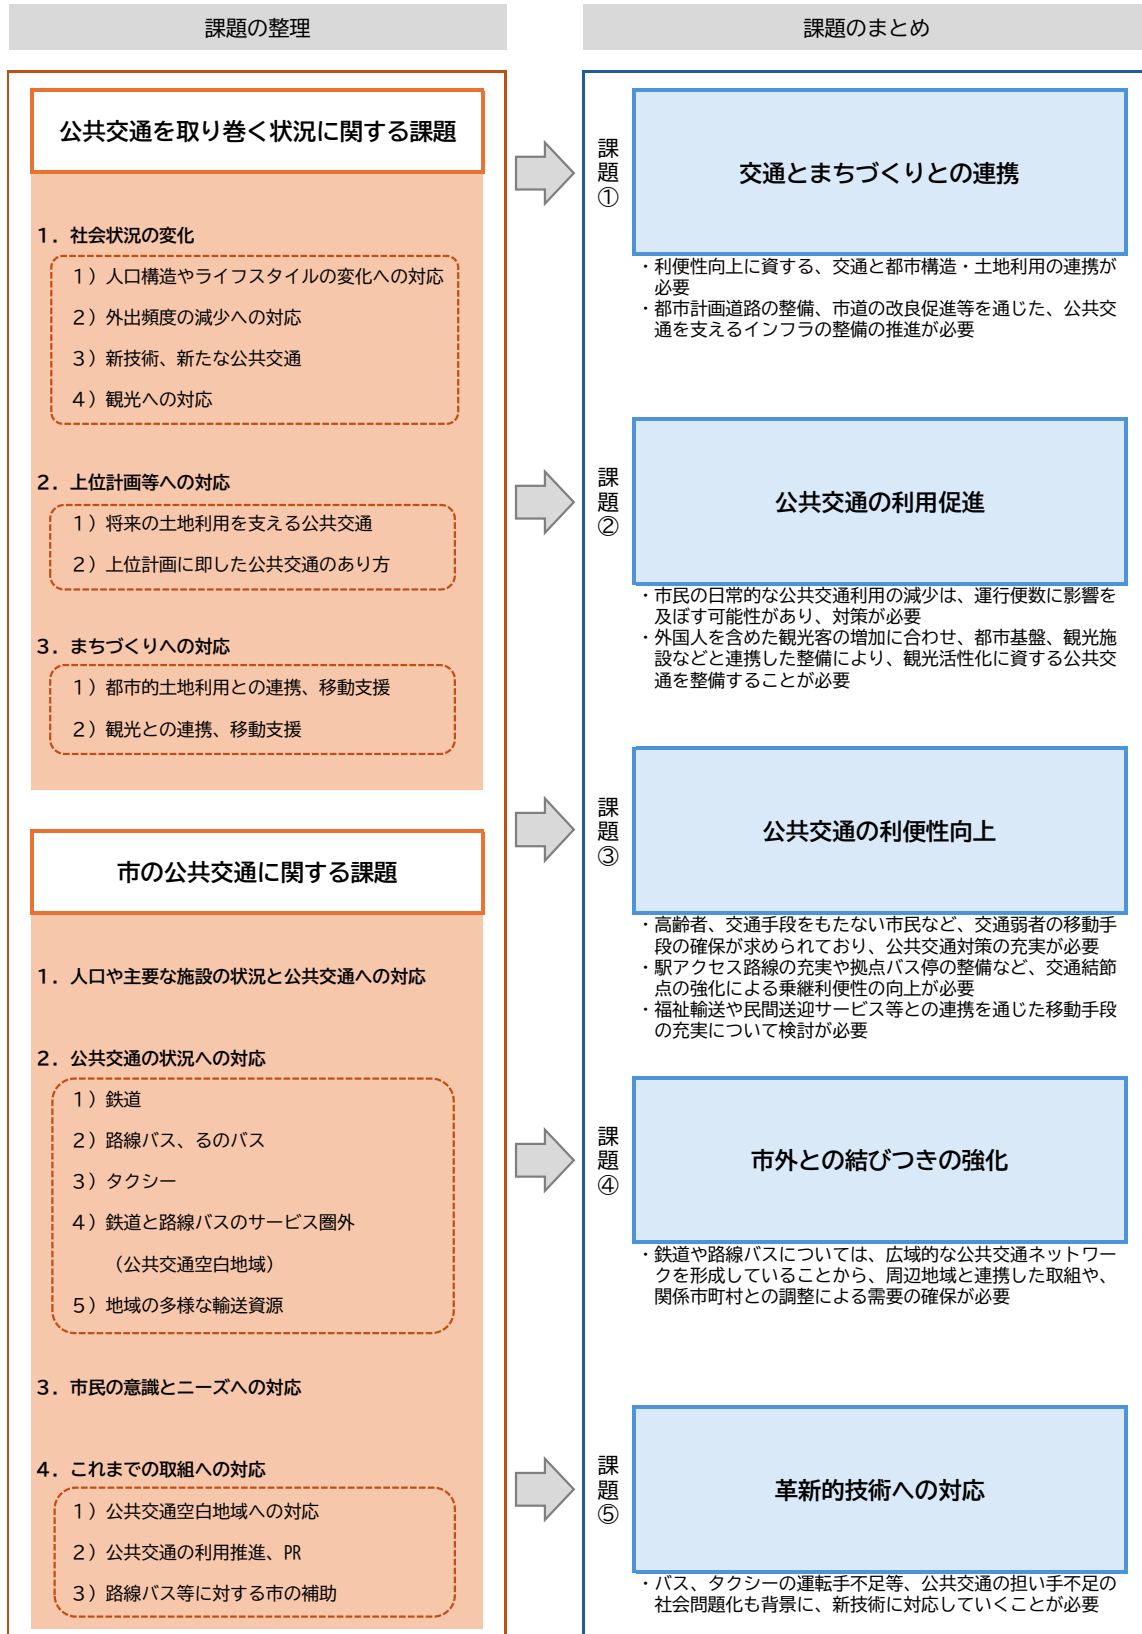 課題の整理
公共交通を取り巻く状況に関する課題
1．社会状況の変化
1）人口構造やライフスタイルの変化への対応
2）外出頻度の減少への対応
3）新技術、新たな公共交通
4）観光への対応
2．上位計画等への対応
1）将来の土地利用を支える公共交通
2）上位計画に即した公共交通のあり方
3．まちづくりへの対応
1）都市的土地利用との連携、移動支援
2）観光との連携、移動支援
市の公共交通に関する課題
1．人口や主要な施設の状況と公共交通への対応
2．公共交通の状況への対応
1）鉄道
2）路線バス、るのバス
3）タクシー
4）鉄道と路線バスのサービス圏外
（公共交通空白地域）
5）地域の多様な輸送資源
3．市民の意識とニーズへの対応
4．これまでの取組への対応
1）公共交通空白地域への対応
2）公共交通の利用推進、PR
3）路線バス等に対する市の補助
課題のまとめ
課題①
交通とまちづくりとの連携
・利便性向上に資する、交通と都市構造・土地利用の連携が
必要
・都市計画道路の整備、市道の改良促進等を通じた、公共交
通を支えるインフラの整備の推進が必要
課題②
公共交通の利用促進
・市民の日常的な公共交通利用の減少は、運行便数に影響を
及ぼす可能性があり、対策が必要
・外国人を含めた観光客の増加に合わせ、都市基盤、観光施
設などと連携した整備により、観光活性化に資する公共交
通を整備することが必要
課題③
公共交通の利便性向上
・高齢者、交通手段をもたない市民など、交通弱者の移動手
段の確保が求められており、公共交通対策の充実が必要
・駅アクセス路線の充実や拠点バス停の整備など、交通結節
点の強化による乗継利便性の向上が必要
・福祉輸送や民間送迎サービス等との連携を通じた移動手段
の充実について検討が必要
課題④
市外との結びつきの強化
・鉄道や路線バスについては、広域的な公共交通ネットワー
クを形成していることから、周辺地域と連携した取組や、
関係市町村との調整による需要の確保が必要
課題⑤
革新的技術への対応
・バス、タクシーの運転手不足等、公共交通の担い手不足の
社会問題化も背景に、新技術に対応していくことが必要